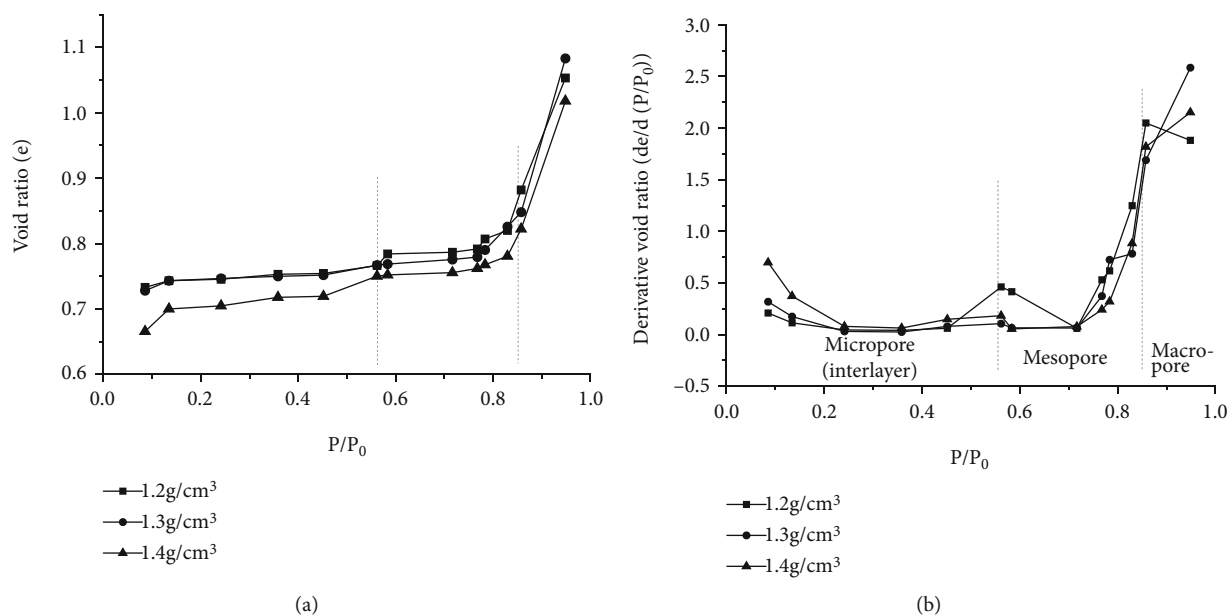 1.1
1.0
0.9
0.8
0.7
0.6
Void ratio (e)
0.0 0.2 0.4 0.6 0.8 1.0
P/P₀
1.2g/cm³
1.3g/cm³
1.4g/cm³
(a)
3.0
2.5
2.0
1.5
1.0
0.5
0.0
−0.5
Derivative void ratio (de/d (P/P₀))
Micropore
(interlayer)
Mesopore
Macro-
pore
0.0 0.2 0.4 0.6 0.8 1.0
P/P₀
1.2g/cm³
1.3g/cm³
1.4g/cm³
(b)